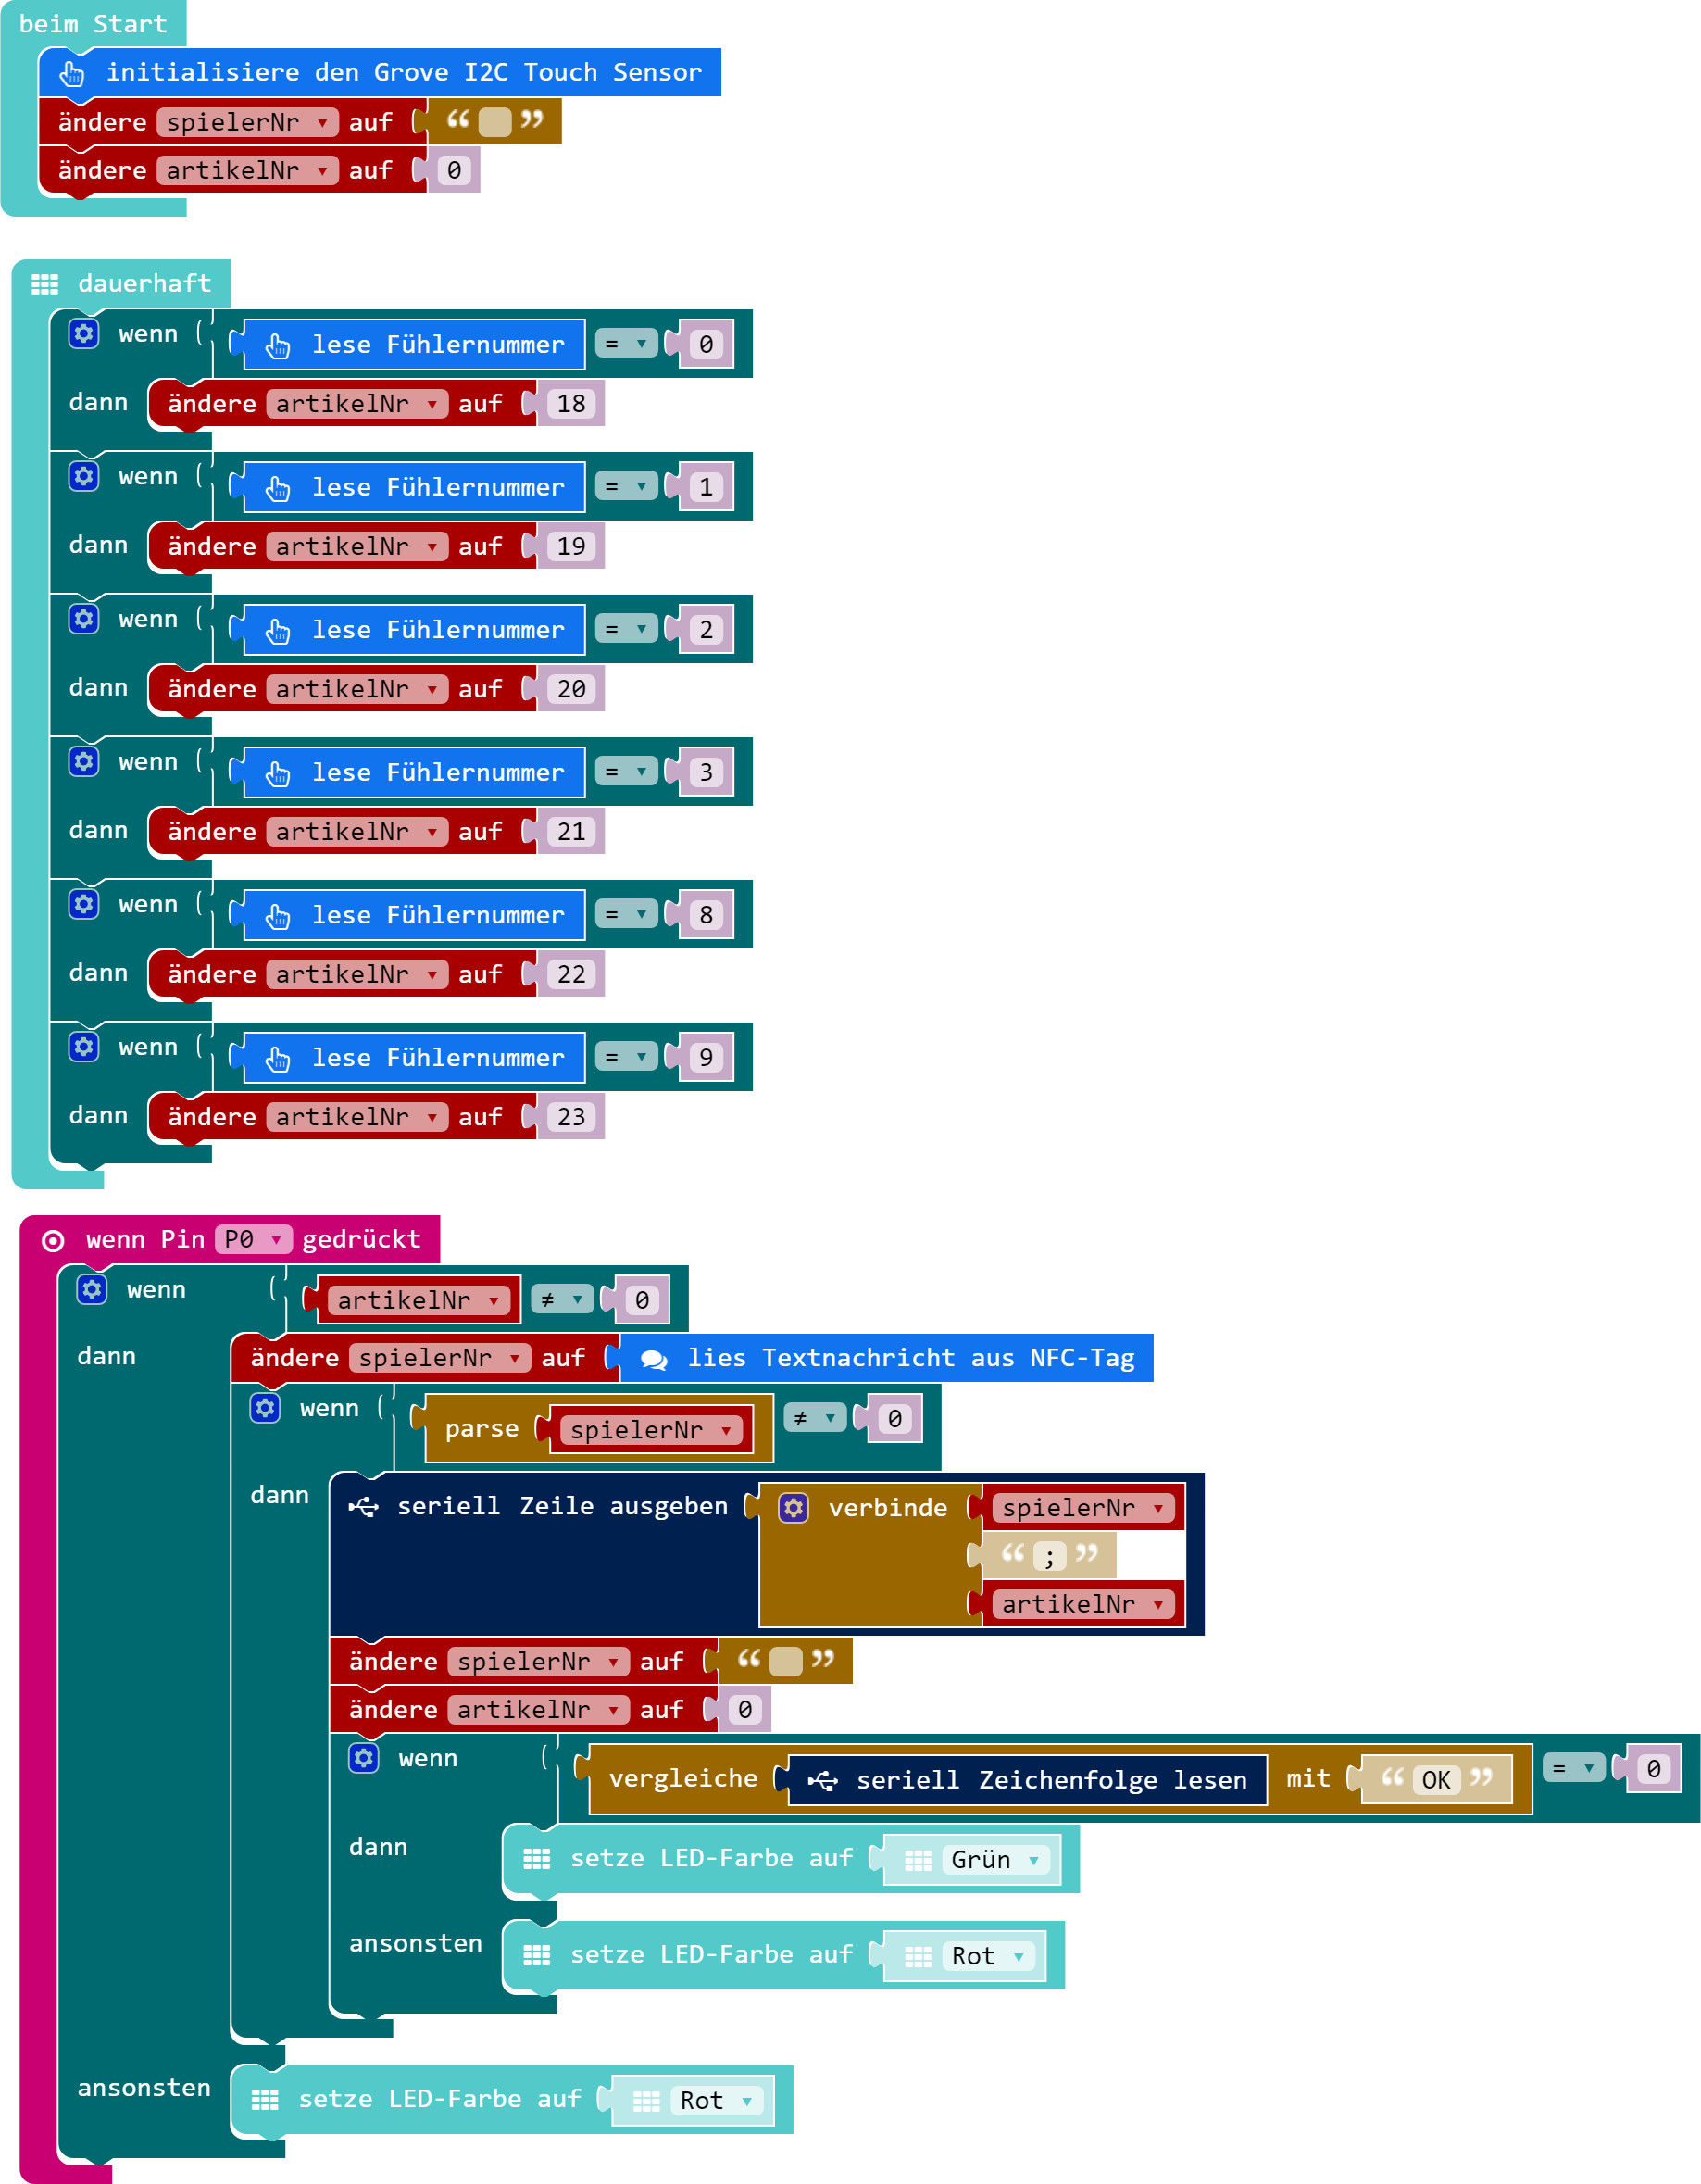 beim Start
initialisiere den Grove I2C Touch Sensor
ändere spielerNr ▾ auf “ ”
ändere artikelNr ▾ auf 0
dauerhaft
wenn lese Fühlernummer = ▾ 0
dann ändere artikelNr ▾ auf 18
wenn lese Fühlernummer = ▾ 1
dann ändere artikelNr ▾ auf 19
wenn lese Fühlernummer = ▾ 2
dann ändere artikelNr ▾ auf 20
wenn lese Fühlernummer = ▾ 3
dann ändere artikelNr ▾ auf 21
wenn lese Fühlernummer = ▾ 8
dann ändere artikelNr ▾ auf 22
wenn lese Fühlernummer = ▾ 9
dann ändere artikelNr ▾ auf 23
wenn Pin P0 ▾ gedrückt
wenn artikelNr ▾ ≠ ▾ 0
dann ändere spielerNr ▾ auf lies Textnachricht aus NFC-Tag
wenn parse spielerNr ▾ ≠ ▾ 0
dann seriell Zeile ausgeben verbinde spielerNr ▾
“ ; ”
artikelNr ▾
ändere spielerNr ▾ auf “ ”
ändere artikelNr ▾ auf 0
wenn vergleiche seriell Zeichenfolge lesen mit “ OK ” = ▾ 0
dann setze LED-Farbe auf Grün ▾
ansonsten setze LED-Farbe auf Rot ▾
ansonsten setze LED-Farbe auf Rot ▾